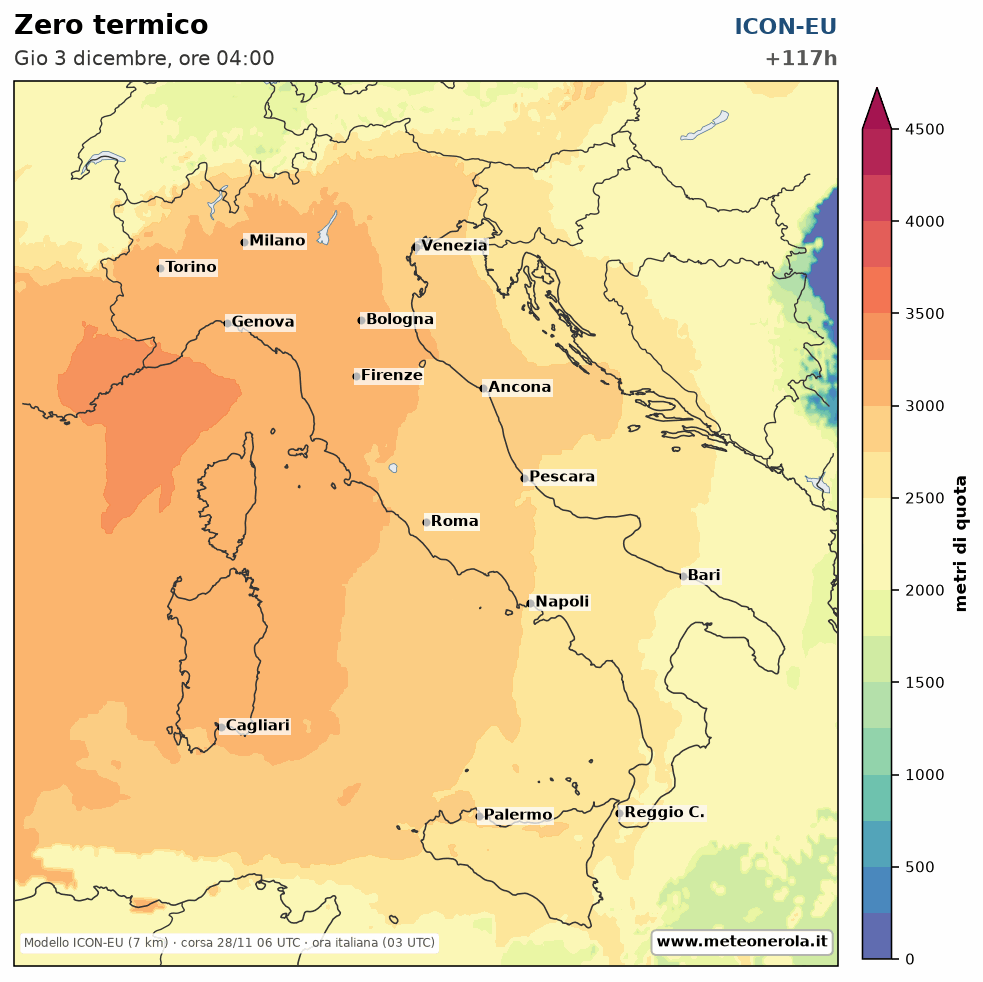 Zero termico
ICON-EU
Gio 3 dicembre, ore 04:00
+117h
4500
4000
3500
3000
2500
2000
1500
1000
500
0
metri di quota
Milano
Venezia
Torino
Genova
Bologna
Firenze
Ancona
Pescara
Roma
Bari
Napoli
Cagliari
Palermo
Reggio C.
Modello ICON-EU (7 km) · corsa 28/11 06 UTC · ora italiana (03 UTC)
www.meteonerola.it